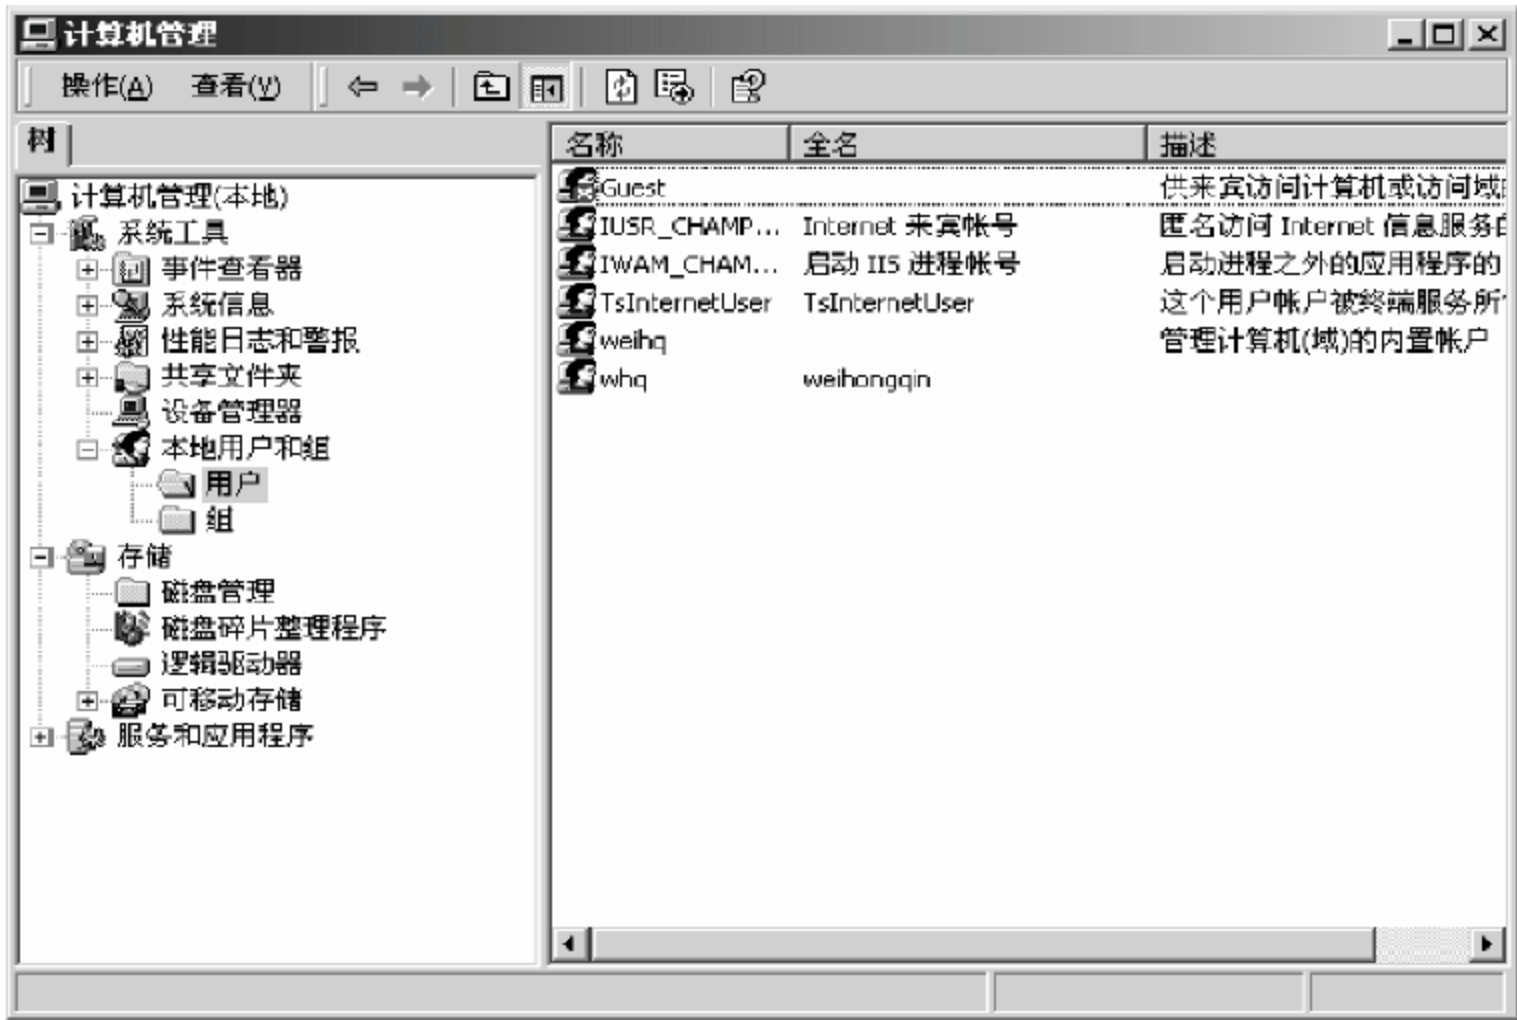 计算机管理
操作(A) 查看(V)
树
名称 全名 描述
计算机管理(本地)
系统工具
事件查看器
系统信息
性能日志和警报
共享文件夹
设备管理器
本地用户和组
用户
组
存储
磁盘管理
磁盘碎片整理程序
逻辑驱动器
可移动存储
服务和应用程序
Guest 供来宾访问计算机或访问域
IUSR_CHAMP... Internet 来宾帐号 匿名访问 Internet 信息服务
IWAM_CHAM... 启动 IIS 进程帐号 启动进程之外的应用程序的
TsInternetUser TsInternetUser 这个用户帐户被终端服务所
weihq 管理计算机(域)的内置帐户
whq weihongqin